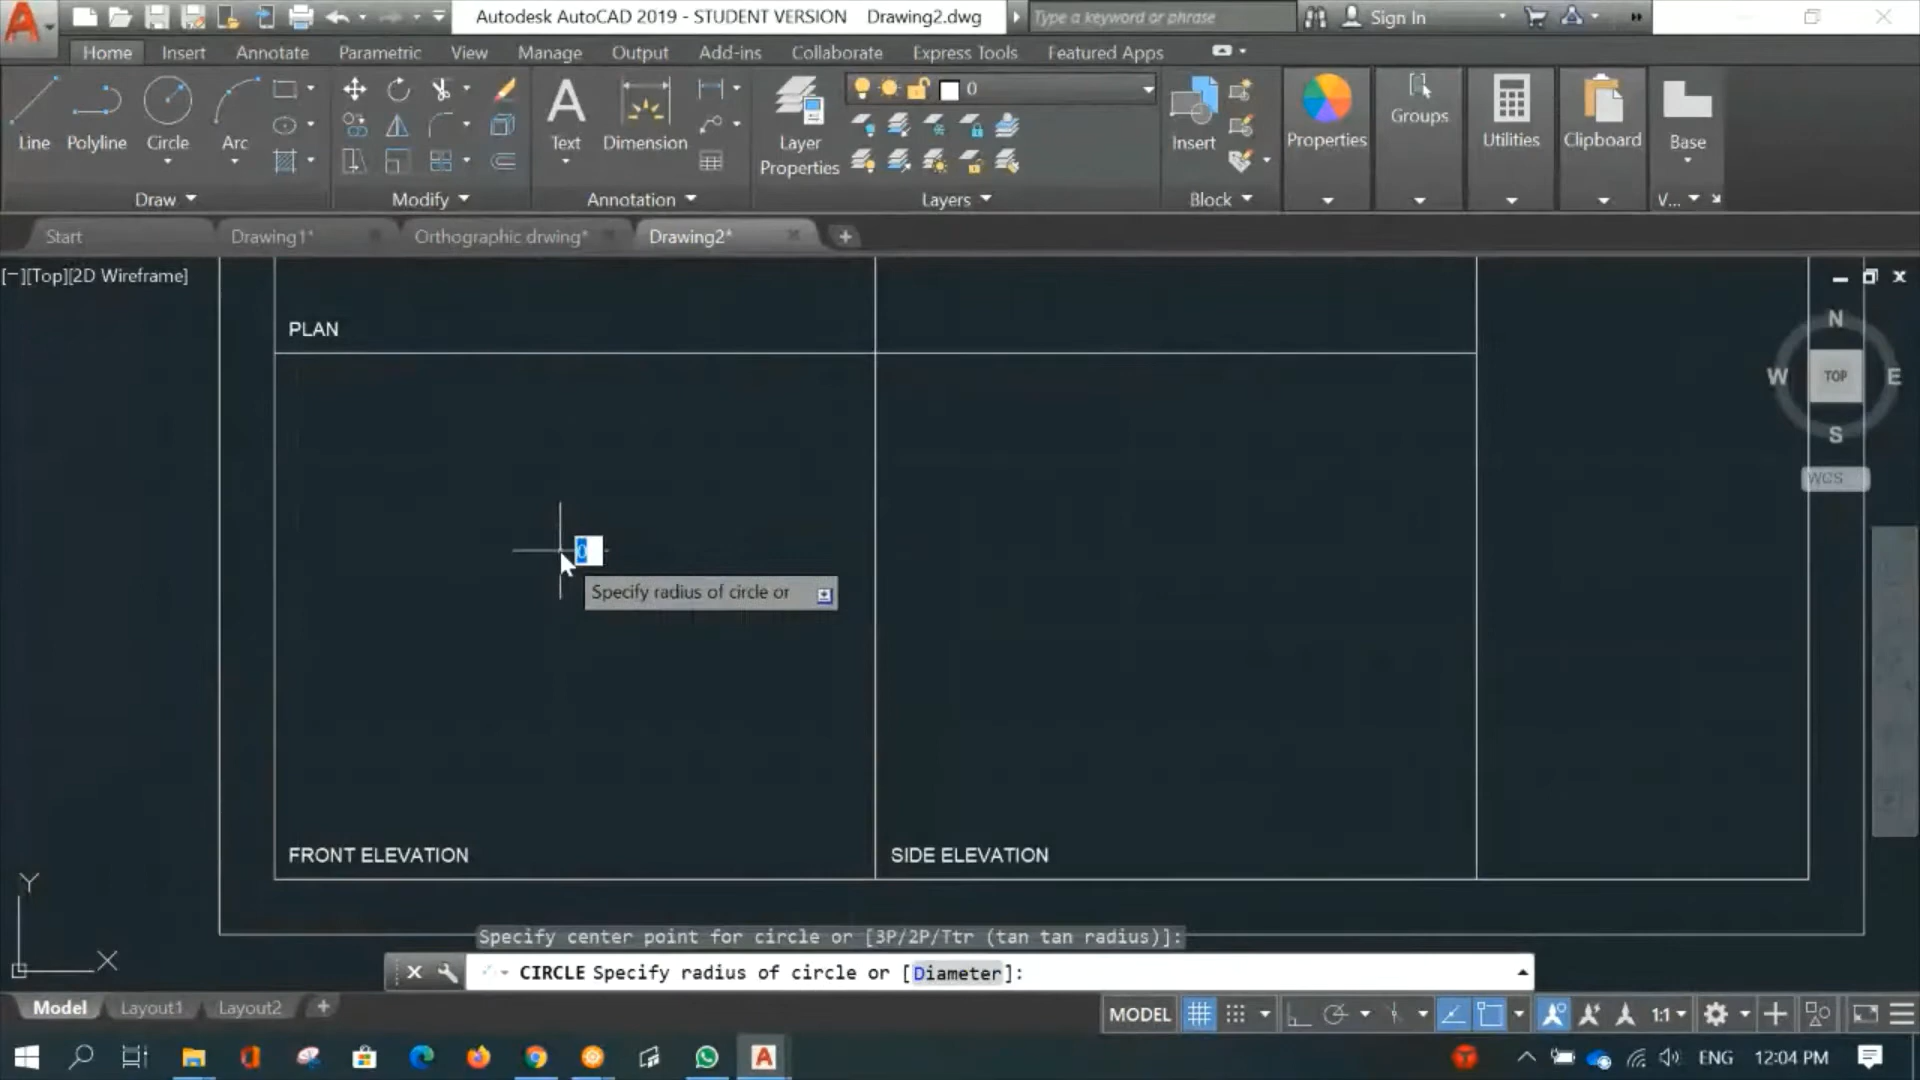 Autodesk AutoCAD 2019 - STUDENT VERSION Drawing2.dwg Type a keyword or phrase Sign In
Home Insert Annotate Parametric View Manage Output Add-ins Collaborate Express Tools Featured Apps
0
Line Polyline Circle Arc Text Dimension Layer Properties Insert Properties Groups Utilities Clipboard Base
Draw Modify Annotation Layers Block V...
Start Drawing1* Orthographic drwing* Drawing2*
[−][Top][2D Wireframe]
N
W TOP E
S
WCS
PLAN
0
Specify radius of circle or
FRONT ELEVATION SIDE ELEVATION
Y
X
Specify center point for circle or [3P/2P/Ttr (tan tan radius)]:
CIRCLE Specify radius of circle or [Diameter]:
Model Layout1 Layout2 MODEL 1:1
ENG 12:04 PM